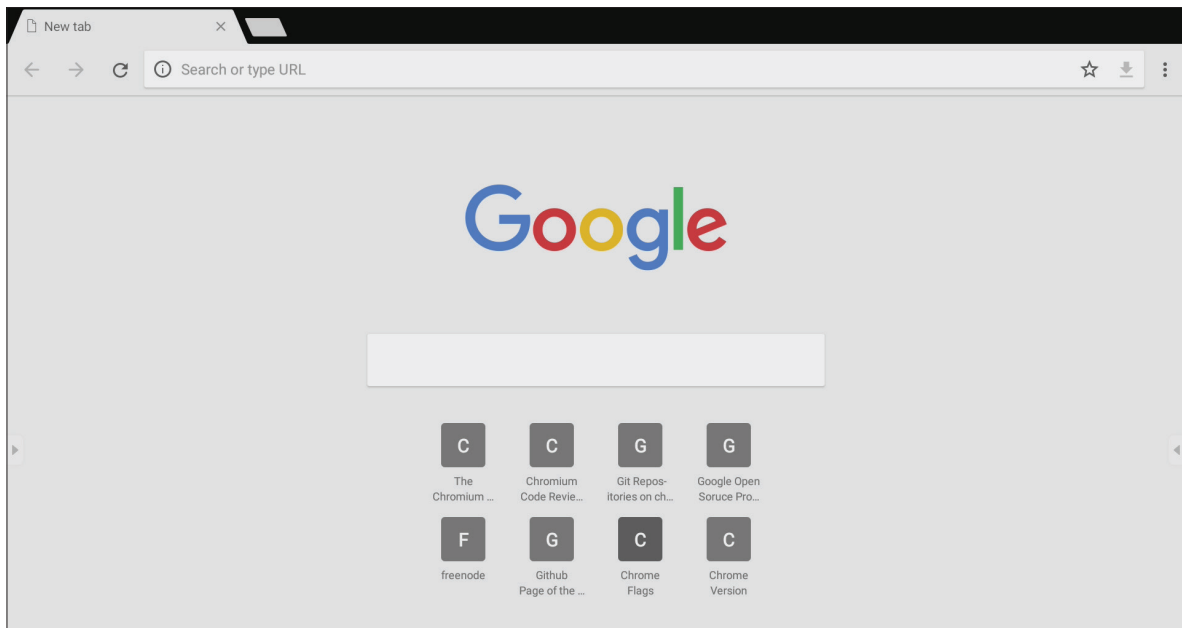 New tab
Search or type URL
Google
C C G G
The Chromium Git Repos- Google Open
Chromium ... Code Revie... itories on ch... Soruce Pro...
F G C C
freenode Github Chrome Chrome
Page of the ... Flags Version